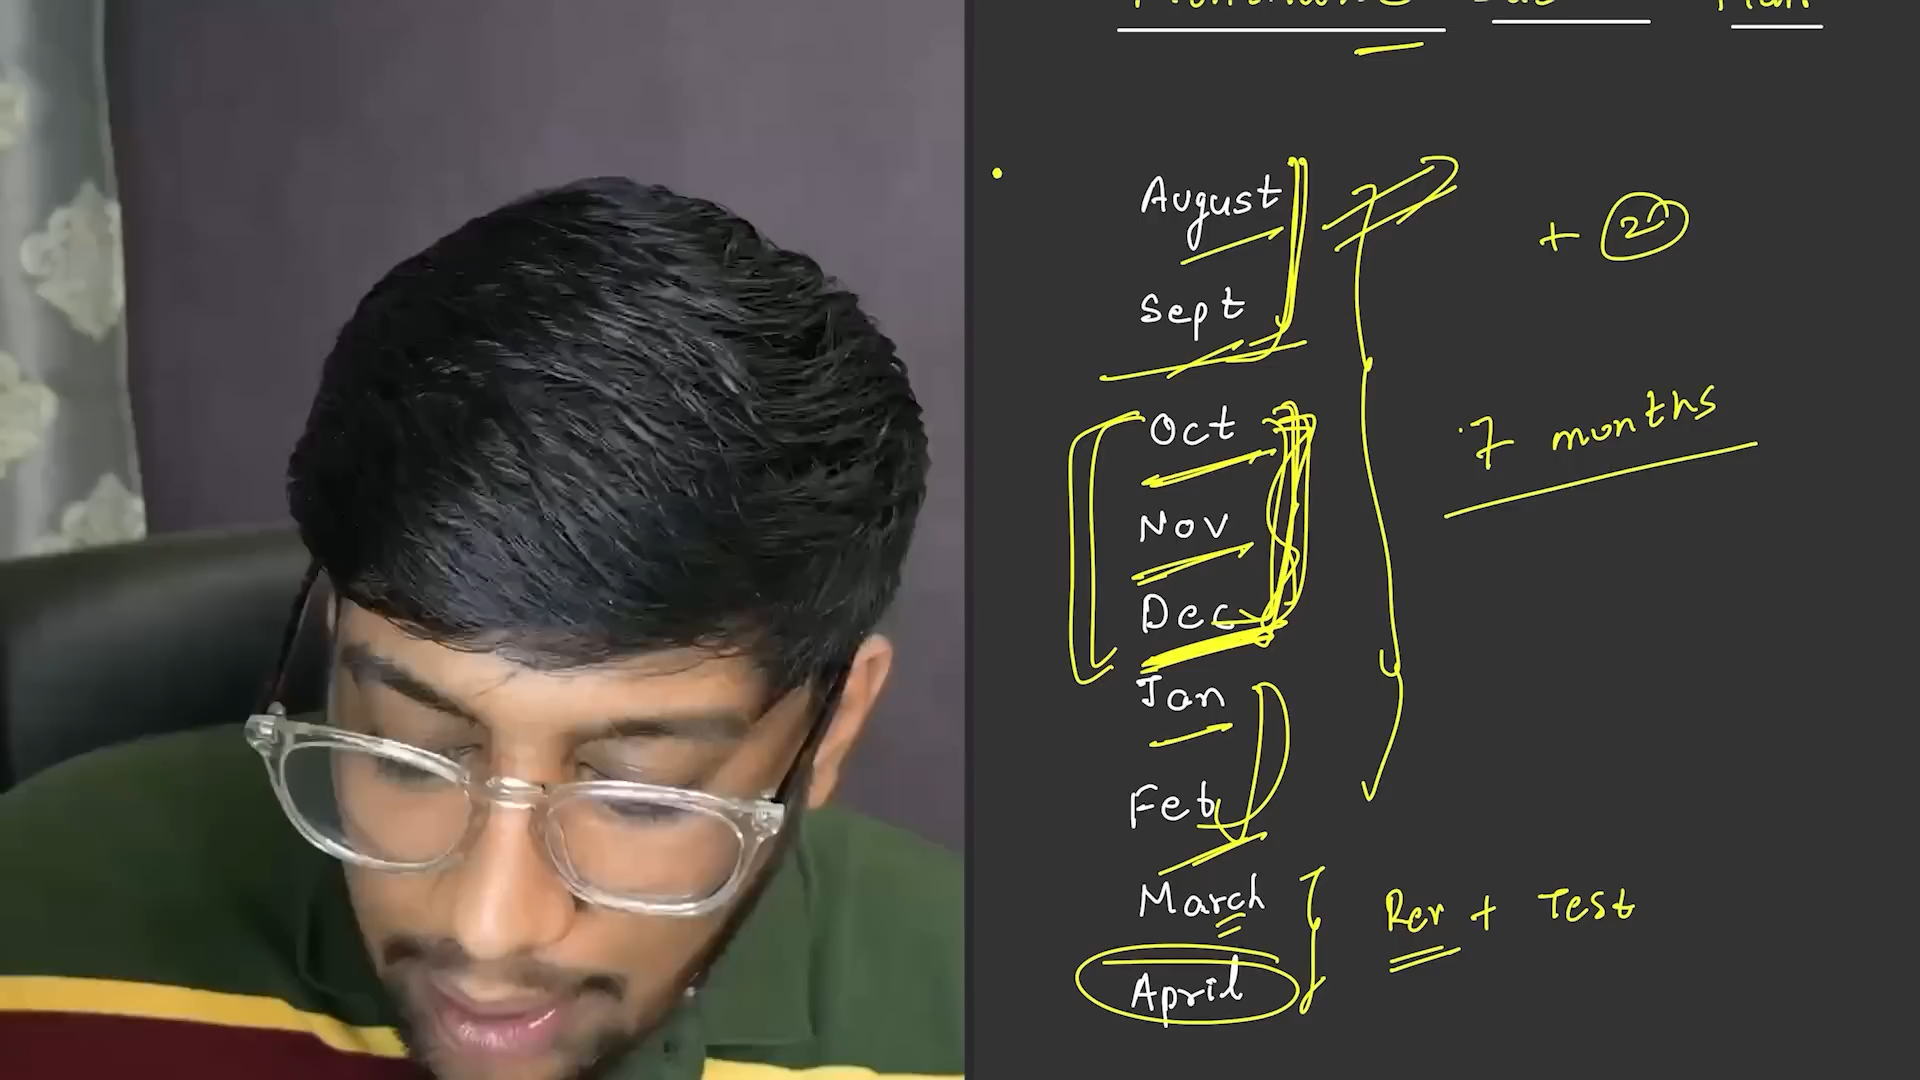 August
+ 2
Sept
Oct
7 months
Nov
Dec
Jan
Feb
March
Rev + Test
April